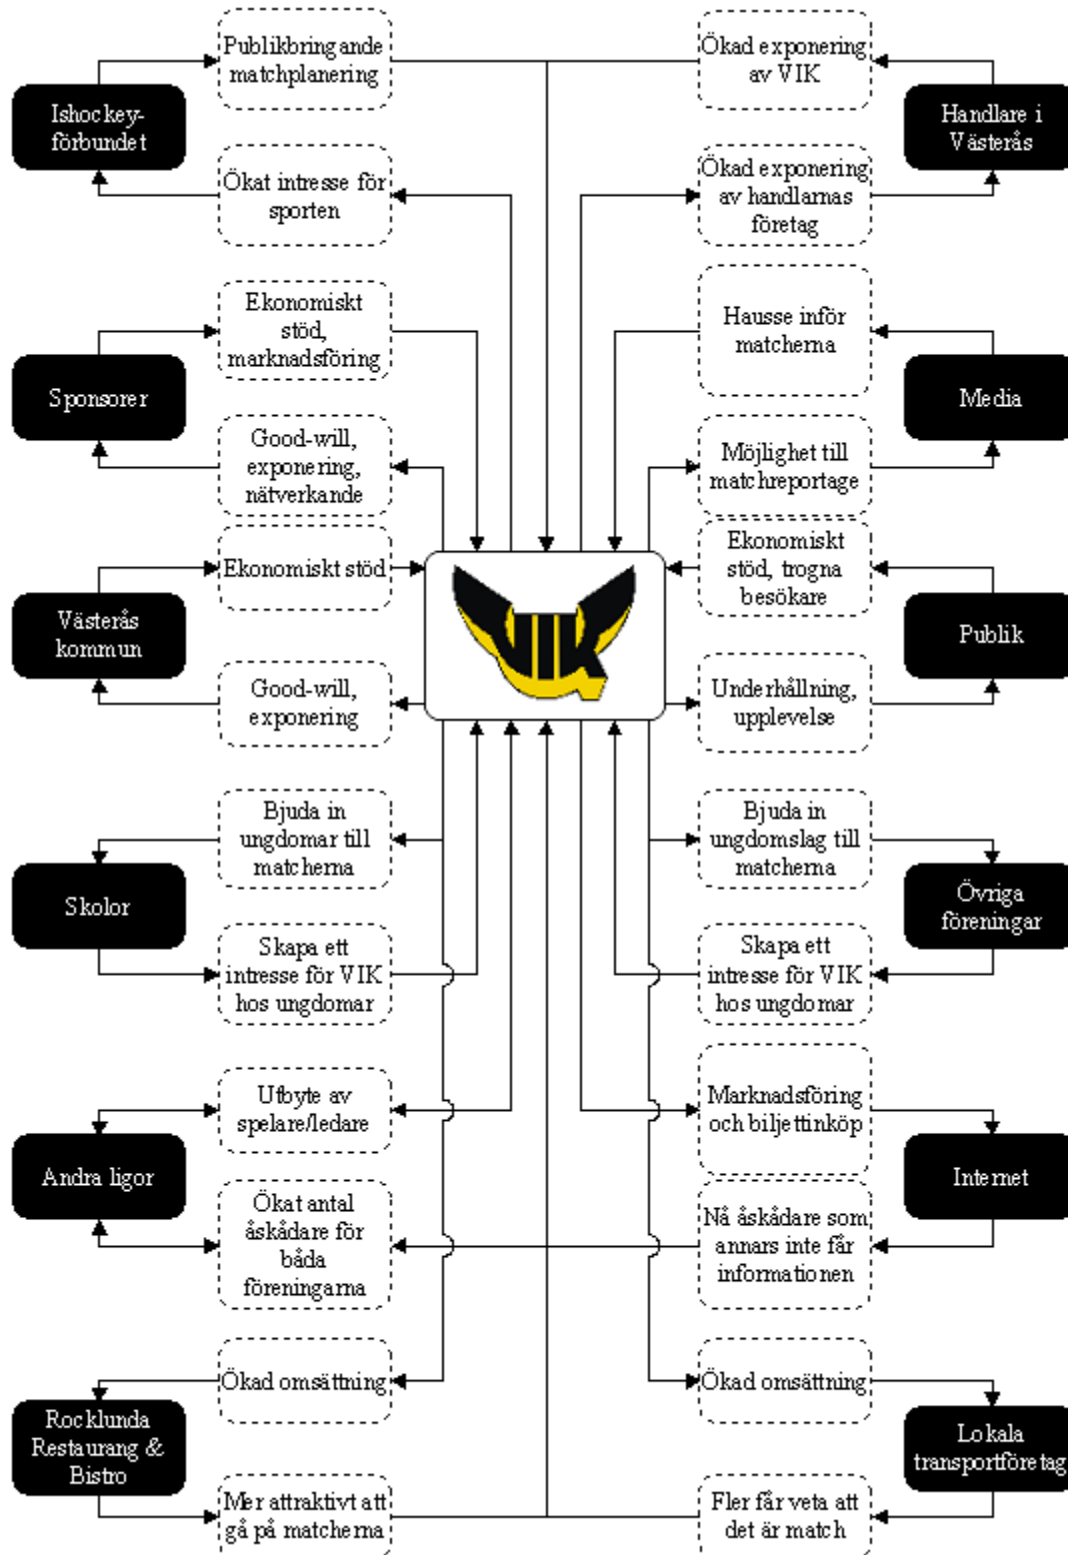 Publikbringande
matchplanering
Ökad exponering
av VIK
Ishockey-
förbundet
Handlare i
Västerås
Ökat intresse för
sporten
Ökad exponering
av handlarnas
företag
Ekonomiskt
stöd,
marknadsföring
Hausse inför
matcherna
Sponsorer
Media
Good-will,
exponering,
nätverkande
Möjlighet till
matchreportage
Ekonomiskt stöd
Ekonomiskt
stöd, trogna
besökare
Västerås
kommun
Publik
Good-will,
exponering
Underhållning,
upplevelse
Bjuda in
ungdomar till
matcherna
Bjuda in
ungdomslag till
matcherna
Skolor
Övriga
föreningar
Skapa ett
intresse för VIK
hos ungdomar
Skapa ett
intresse för VIK
hos ungdomar
Utbyte av
spelare/ledare
Marknadsföring
och biljettinköp
Andra ligor
Internet
Ökat antal
åskådare för
båda
föreningarna
Nå åskådare som
annars inte får
informationen
Ökad omsättning
Ökad omsättning
Rocklunda
Restaurang &
Bistro
Lokala
transportföretag
Mer attraktivt att
gå på matcherna
Fler får veta att
det är match